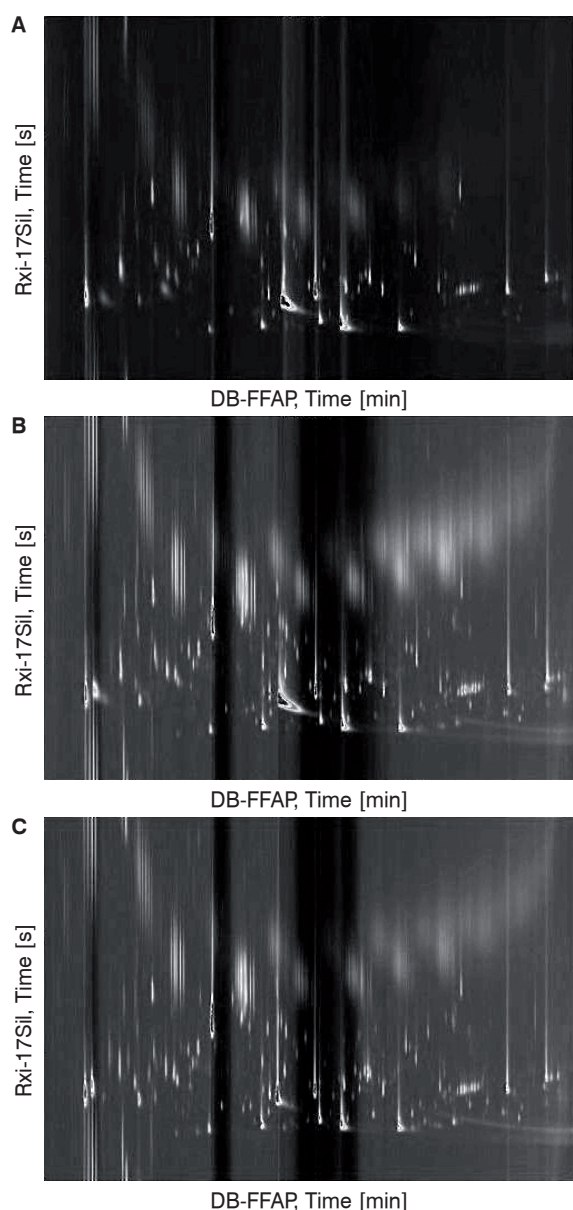 A
Rxi-17Sil, Time [s]
DB-FFAP, Time [min]
B
Rxi-17Sil, Time [s]
DB-FFAP, Time [min]
C
Rxi-17Sil, Time [s]
DB-FFAP, Time [min]